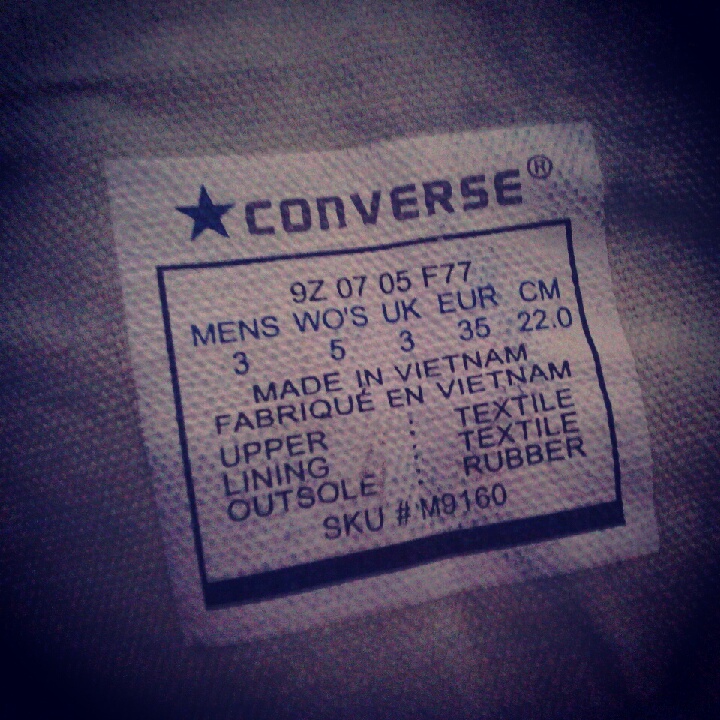 ★CONVERSE®
9Z 07 05 F77
MENS WO'S UK EUR CM
3 5 3 35 22.0
MADE IN VIETNAM
FABRIQUÉ EN VIETNAM
UPPER : TEXTILE
LINING : TEXTILE
OUTSOLE : RUBBER
SKU # M9160